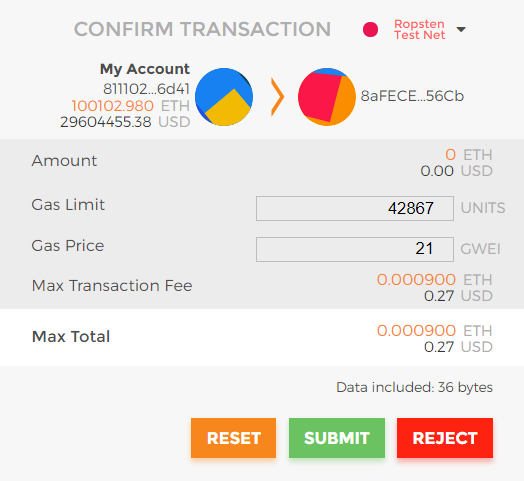 CONFIRM TRANSACTION
Ropsten
Test Net
My Account
811102...6d41
100102.980 ETH
29604455.38 USD
8aFECE...56Cb
Amount
0 ETH
0.00 USD
Gas Limit
42867 UNITS
Gas Price
21 GWEI
Max Transaction Fee
0.000900 ETH
0.27 USD
Max Total
0.000900 ETH
0.27 USD
Data included: 36 bytes
RESET SUBMIT REJECT